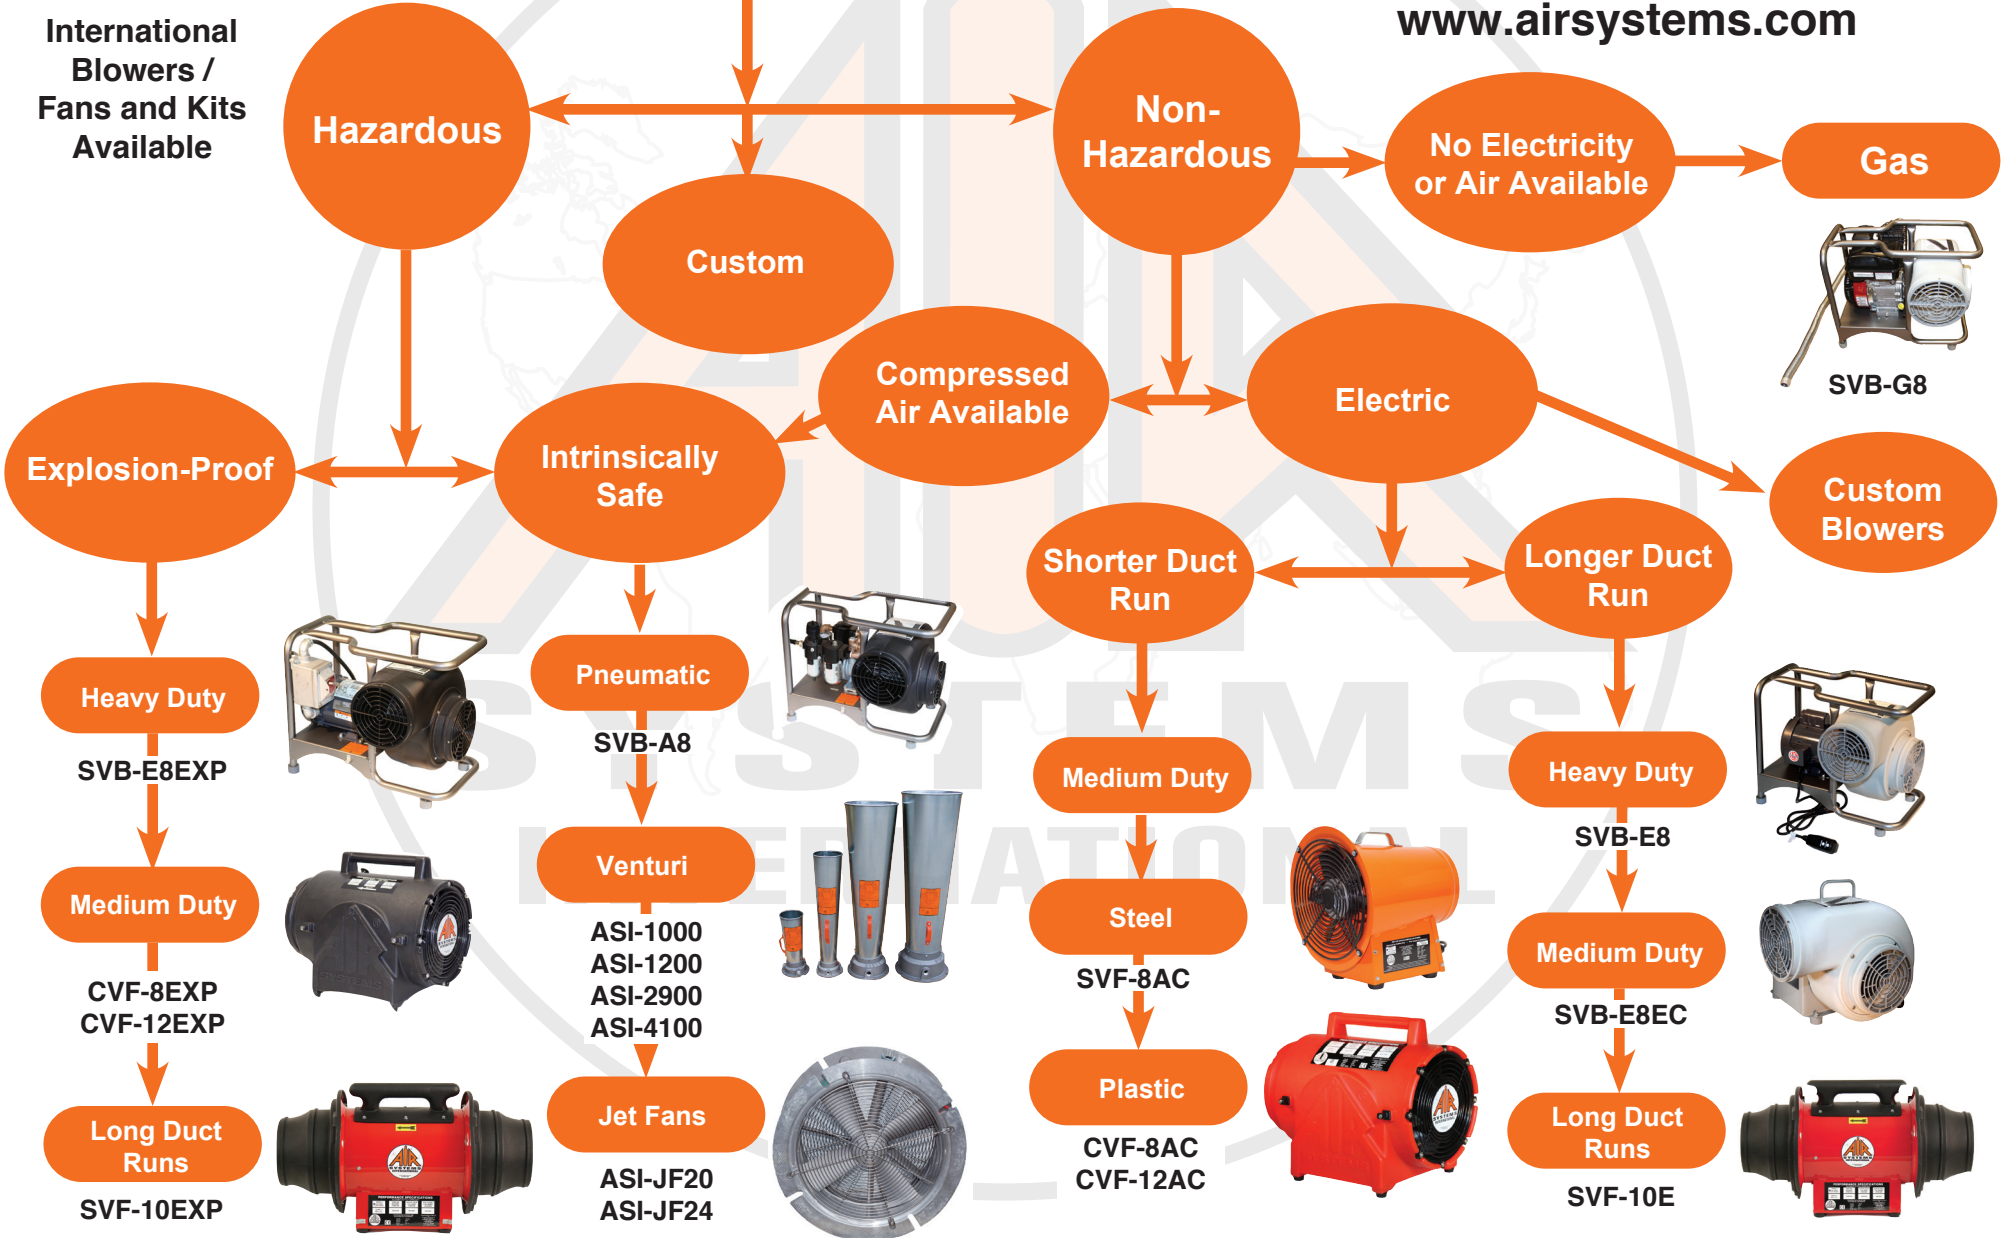 International
Blowers /
Fans and Kits
Available
www.airsystems.com
Hazardous
Non-
Hazardous
No Electricity
or Air Available
Gas
Custom
SVB-G8
Compressed
Air Available
Electric
Explosion-Proof
Intrinsically
Safe
Custom
Blowers
Shorter Duct
Run
Longer Duct
Run
Heavy Duty
SVB-E8EXP
Medium Duty
CVF-8EXP
CVF-12EXP
Long Duct
Runs
SVF-10EXP
Pneumatic
SVB-A8
Venturi
ASI-1000
ASI-1200
ASI-2900
ASI-4100
Jet Fans
ASI-JF20
ASI-JF24
Medium Duty
Steel
SVF-8AC
Plastic
CVF-8AC
CVF-12AC
Heavy Duty
SVB-E8
Medium Duty
SVB-E8EC
Long Duct
Runs
SVF-10E
AIR
SYSTEMS
INTERNATIONAL